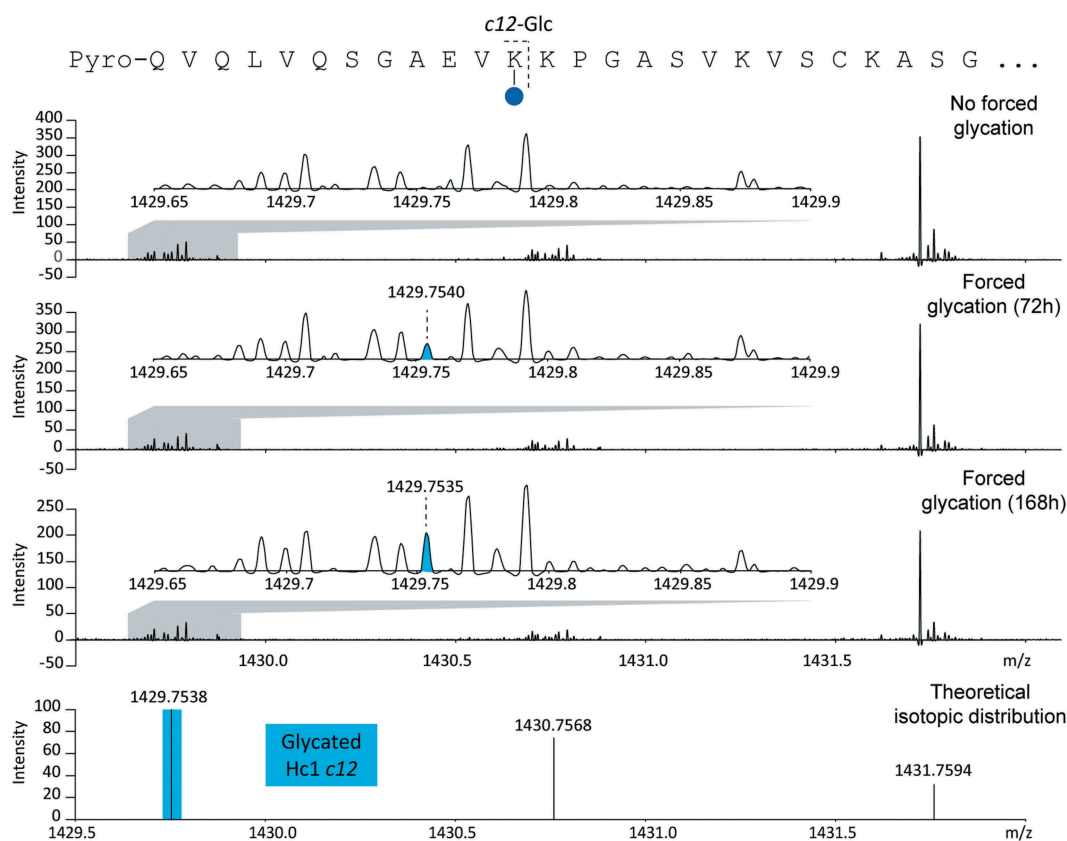 c12-Glc
Pyro-Q V Q L V Q S G A E V K K P G A S V K V S C K A S G ...
No forced
glycation
Intensity
400
350
300
250
200
150
100
50
0
-50
1429.65 1429.7 1429.75 1429.8 1429.85 1429.9
Forced
glycation (72h)
1429.7540
Intensity
350
300
250
200
150
100
50
0
-50
1429.65 1429.7 1429.75 1429.8 1429.85 1429.9
Forced
glycation (168h)
1429.7535
Intensity
250
200
150
100
50
0
-50
1429.65 1429.7 1429.75 1429.8 1429.85 1429.9
1430.0 1430.5 1431.0 1431.5 m/z
Theoretical
isotopic distribution
1429.7538
1430.7568
1431.7594
Glycated
Hc1 c12
Intensity
100
80
60
40
20
0
1429.5 1430.0 1430.5 1431.0 1431.5 m/z